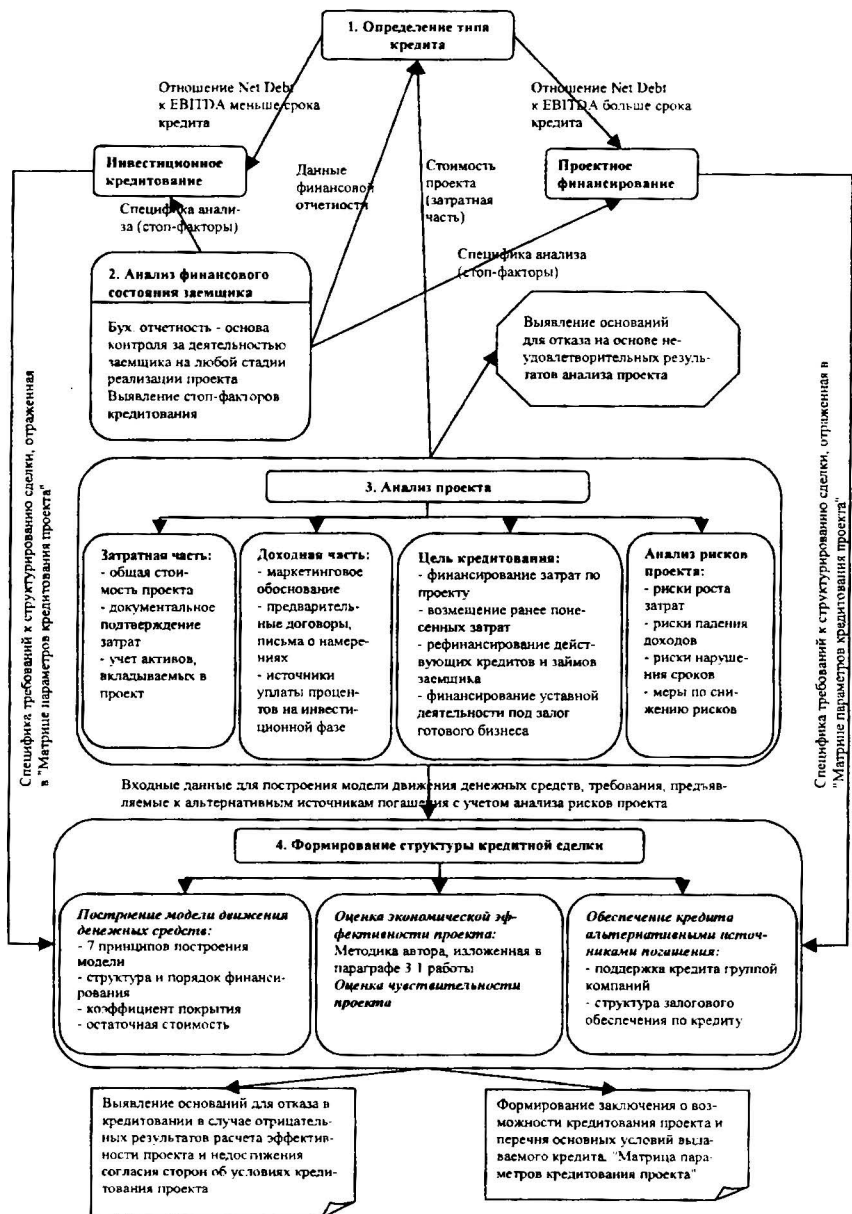 1. Определение типа
кредита
Отношение Net Debt
к EBITDA меньше срока
кредита
Отношение Net Debt
к EBITDA больше срока
кредита
Инвестиционное
кредитование
Данные
финансовой
отчетности
Стоимость
проекта
(затратная
часть)
Проектное
финансирование
Специфика анали-
за (стоп-факторы)
Специфика анализа
(стоп-факторы)
2. Анализ финансового
состояния заемщика
Бух. отчетность - основа
контроля за деятельностью
заемщика на любой стадии
реализации проекта
Выявление стоп-факторов
кредитования
Выявление оснований
для отказа на основе не-
удовлетворительных резуль-
татов анализа проекта
Специфика требований к структурированию сделки, отраженная
в "Матрице параметров кредитования проекта"
Специфика требований к структурированию сделки, отраженная в
"Матрице параметров кредитования проекта"
3. Анализ проекта
Затратная часть:
- общая стои-
мость проекта
- документальное
подтверждение
затрат
- учет активов,
вкладываемых в
проект
Доходная часть:
- маркетинговое
обоснование
- предваритель-
ные договоры,
письма о намере-
ниях
- источники
уплаты процен-
тов на инвести-
ционной фазе
Цель кредитования:
- финансирование затрат по
проекту
- возмещение ранее поне-
сенных затрат
- рефинансирование дейст-
вующих кредитов и займов
заемщика
- финансирование уставной
деятельности под залог
готового бизнеса
Анализ рисков
проекта:
- риски роста
затрат
- риски падения
доходов
- риски наруше-
ния сроков
- меры по сни-
жению рисков
Входные данные для построения модели движения денежных средств, требования, предъяв-
ляемые к альтернативным источникам погашения с учетом анализа рисков проекта
4. Формирование структуры кредитной сделки
Построение модели движения
денежных средств:
- 7 принципов построения
модели
- структура и порядок финанси-
рования
- коэффициент покрытия
- остаточная стоимость
Оценка экономической эф-
фективности проекта:
Методика автора, изложенная в
параграфе 3 1 работы
Оценка чувствительности
проекта
Обеспечение кредита
альтернативными источ-
никами погашения:
- поддержка кредита группой
компаний
- структура залогового
обеспечения по кредиту
Выявление оснований для отказа в
кредитовании в случае отрицатель-
ных результатов расчета эффектив-
ности проекта и недостижения
согласия сторон об условиях креди-
тования проекта
Формирование заключения о воз-
можности кредитования проекта и
перечня основных условий выда-
ваемого кредита. "Матрица пара-
метров кредитования проекта"